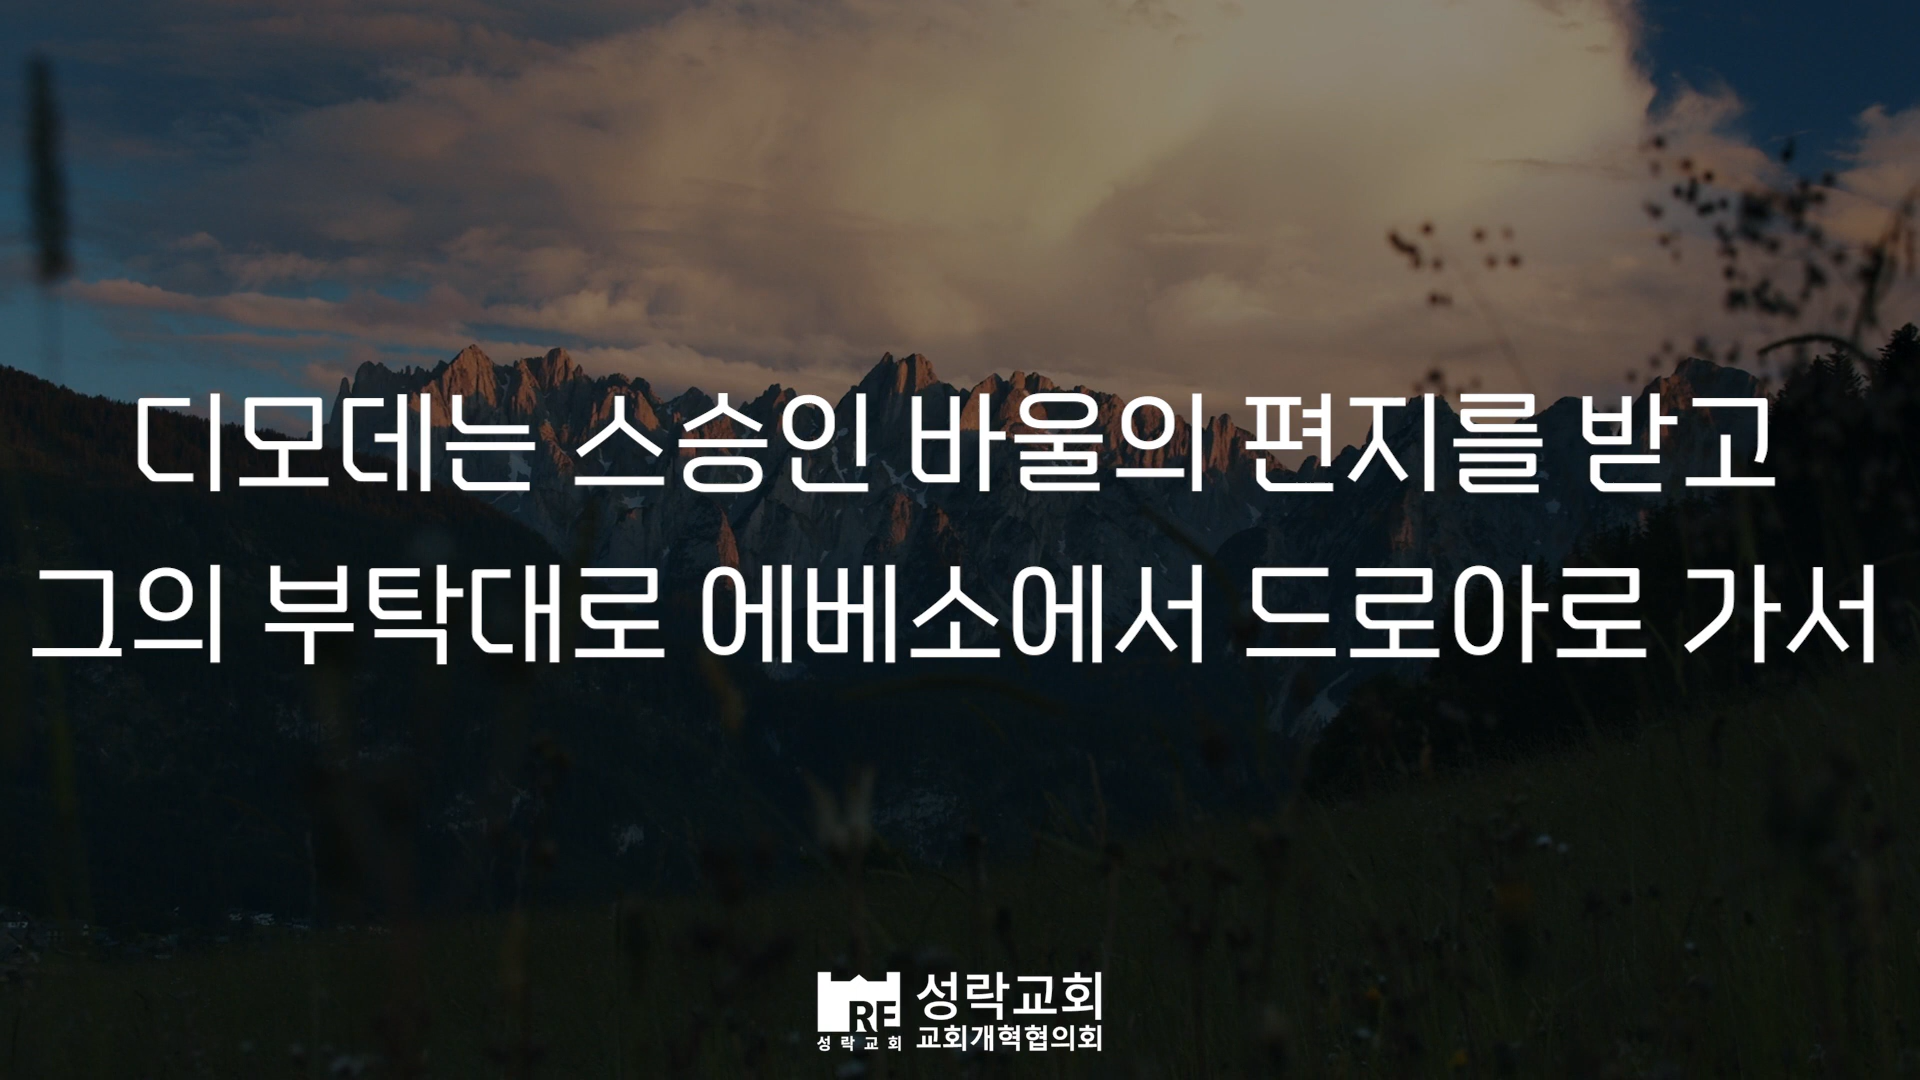 디모데는 스승인 바울의 편지를 받고
그의 부탁대로 에베소에서 드로아로 가서
RE
성락교회
성락교회
교회개혁협의회